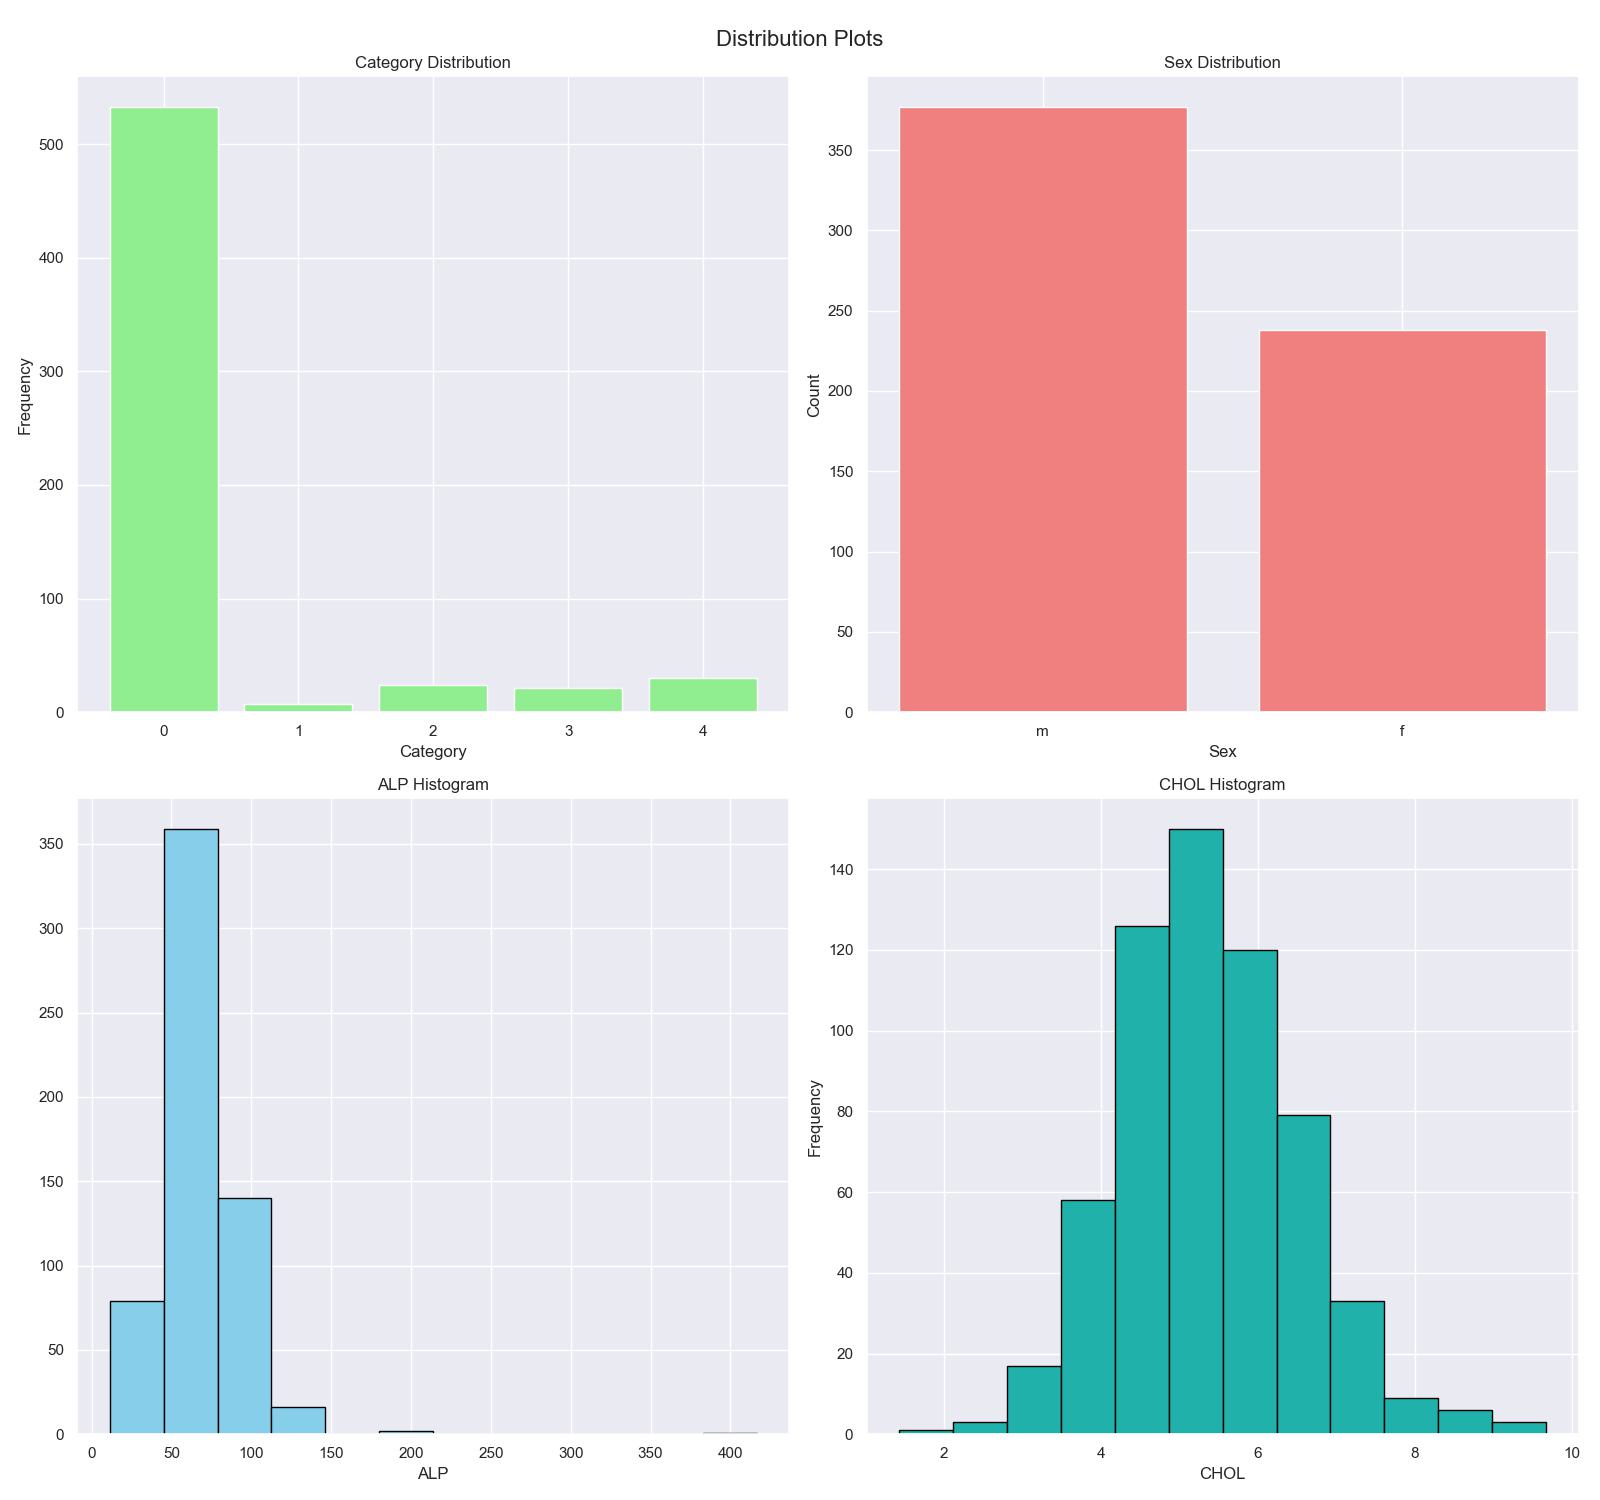 Distribution Plots
Category Distribution
500
400
300
200
100
0
Frequency
0 1 2 3 4
Category
Sex Distribution
350
300
250
200
150
100
50
0
Count
m f
Sex
ALP Histogram
350
300
250
200
150
100
50
0
0 50 100 150 200 250 300 350 400
ALP
CHOL Histogram
140
120
100
80
60
40
20
0
Frequency
2 4 6 8 10
CHOL